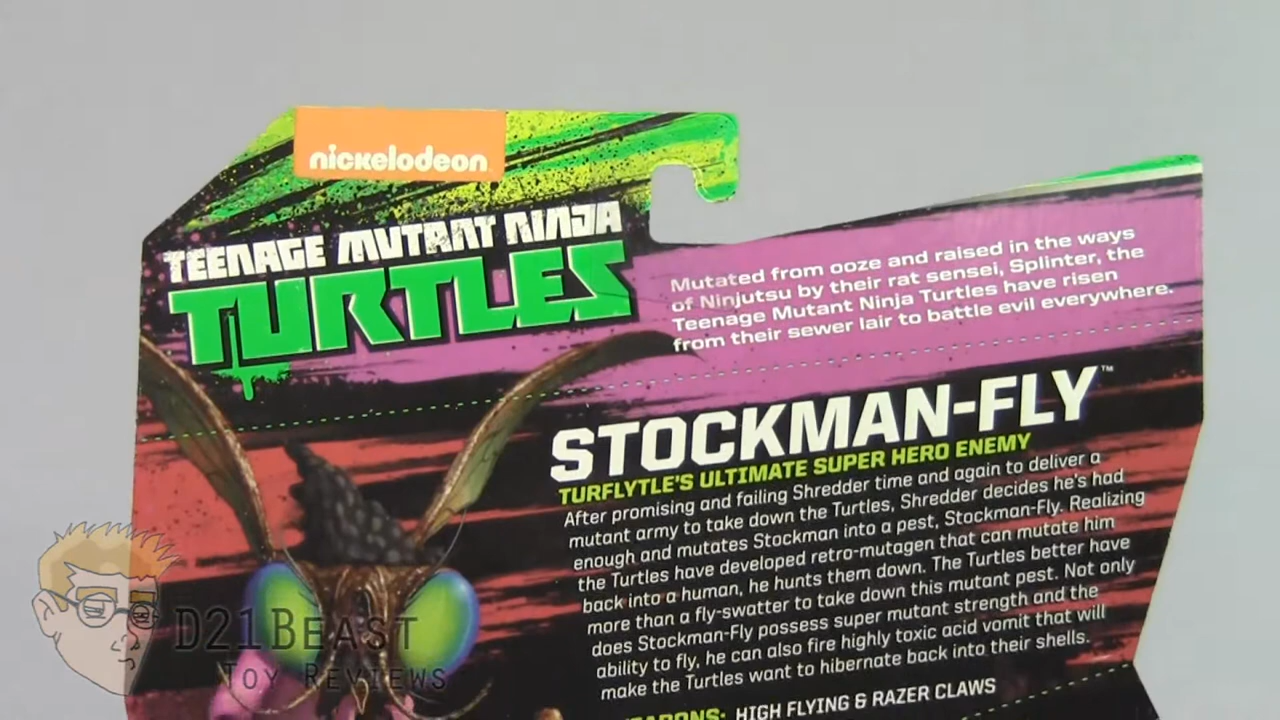 nickelodeon
TEENAGE MUTANT NINJA
TURTLES
Mutated from ooze and raised in the ways
of Ninjutsu by their rat sensei, Splinter, the
Teenage Mutant Ninja Turtles have risen
from their sewer lair to battle evil everywhere.
STOCKMAN-FLY™
TURFLYTLE'S ULTIMATE SUPER HERO ENEMY
After promising and failing Shredder time and again to deliver a
mutant army to take down the Turtles, Shredder decides he's had
enough and mutates Stockman into a pest, Stockman-Fly. Realizing
the Turtles have developed retro-mutagen that can mutate him
back into a human, he hunts them down. The Turtles better have
more than a fly-swatter to take down this mutant pest. Not only
does Stockman-Fly possess super mutant strength and the
ability to fly, he can also fire highly toxic acid vomit that will
make the Turtles want to hibernate back into their shells.
HIGH FLYING & RAZER CLAWS
D21Beast
Toy Reviews